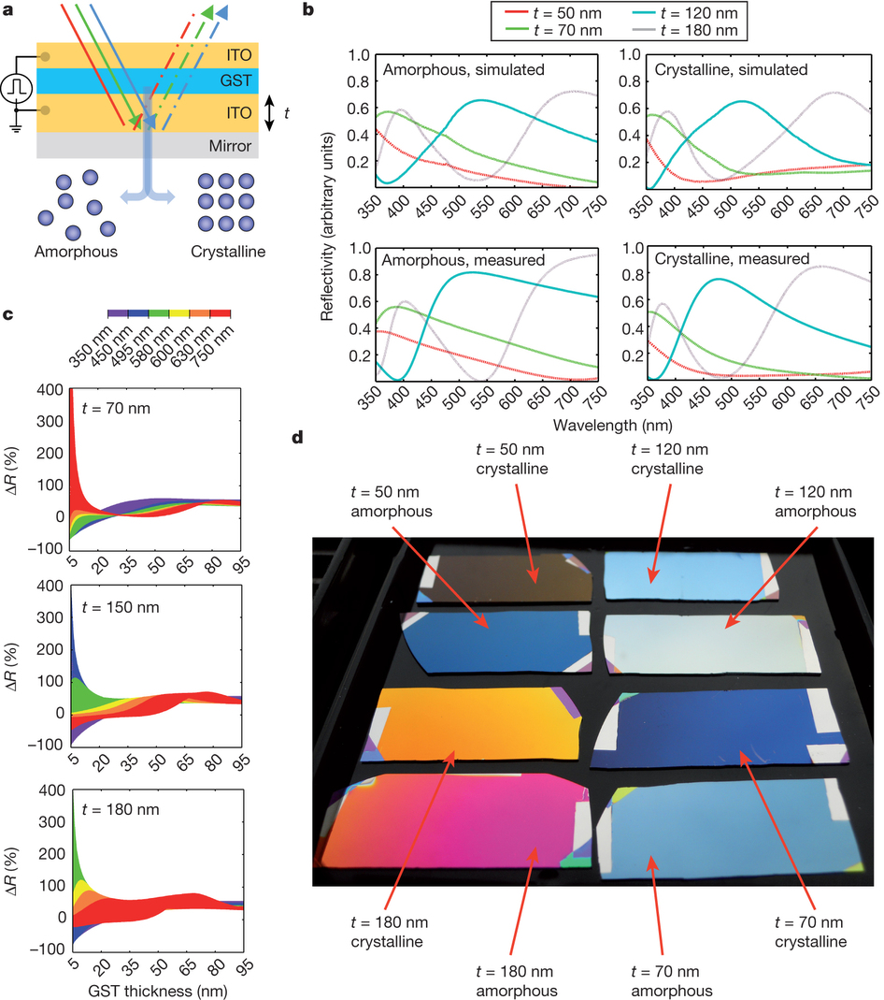 a
ITO
GST
ITO
t
Mirror
Amorphous
Crystalline
b
t = 50 nm
t = 120 nm
t = 70 nm
t = 180 nm
Reflectivity (arbitrary units)
Amorphous, simulated
1.0
0.8
0.6
0.4
0.2
350
400
450
500
550
600
650
700
750
Crystalline, simulated
1.0
0.8
0.6
0.4
0.2
350
400
450
500
550
600
650
700
750
Amorphous, measured
1.0
0.8
0.6
0.4
0.2
350
400
450
500
550
600
650
700
750
Crystalline, measured
1.0
0.8
0.6
0.4
0.2
350
400
450
500
550
600
650
700
750
Wavelength (nm)
c
350 nm
450 nm
495 nm
580 nm
600 nm
630 nm
750 nm
t = 70 nm
ΔR (%)
400
300
200
100
0
−100
5
20
35
50
65
80
95
t = 150 nm
ΔR (%)
400
300
200
100
0
−100
5
20
35
50
65
80
95
t = 180 nm
ΔR (%)
400
300
200
100
0
−100
5
20
35
50
65
80
95
GST thickness (nm)
d
t = 50 nm
crystalline
t = 120 nm
crystalline
t = 50 nm
amorphous
t = 120 nm
amorphous
t = 180 nm
crystalline
t = 70 nm
crystalline
t = 180 nm
amorphous
t = 70 nm
amorphous